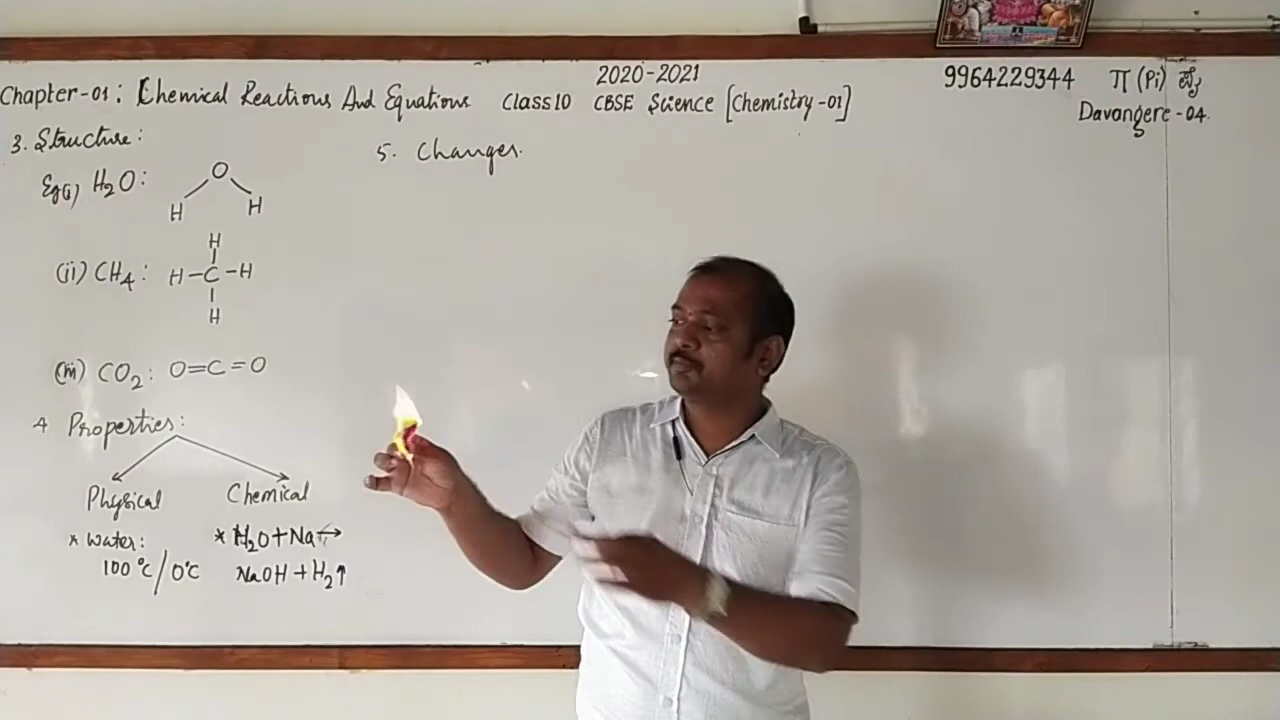 2020-2021
9964229344 π (Pi) ಪೈ
Chapter-01: Chemical Reactions And Equations Class 10 CBSE Science [Chemistry-01]
Davangere-04.
3. Structure:
5. Changes.
Eg(i) H₂O:
O
H H
H
(ii) CH₄: H-C-H
H
(iii) CO₂: O=C=O
4 Properties:
Physical Chemical
* Water: * H₂O+Na→
100°C/0°C NaOH + H₂↑